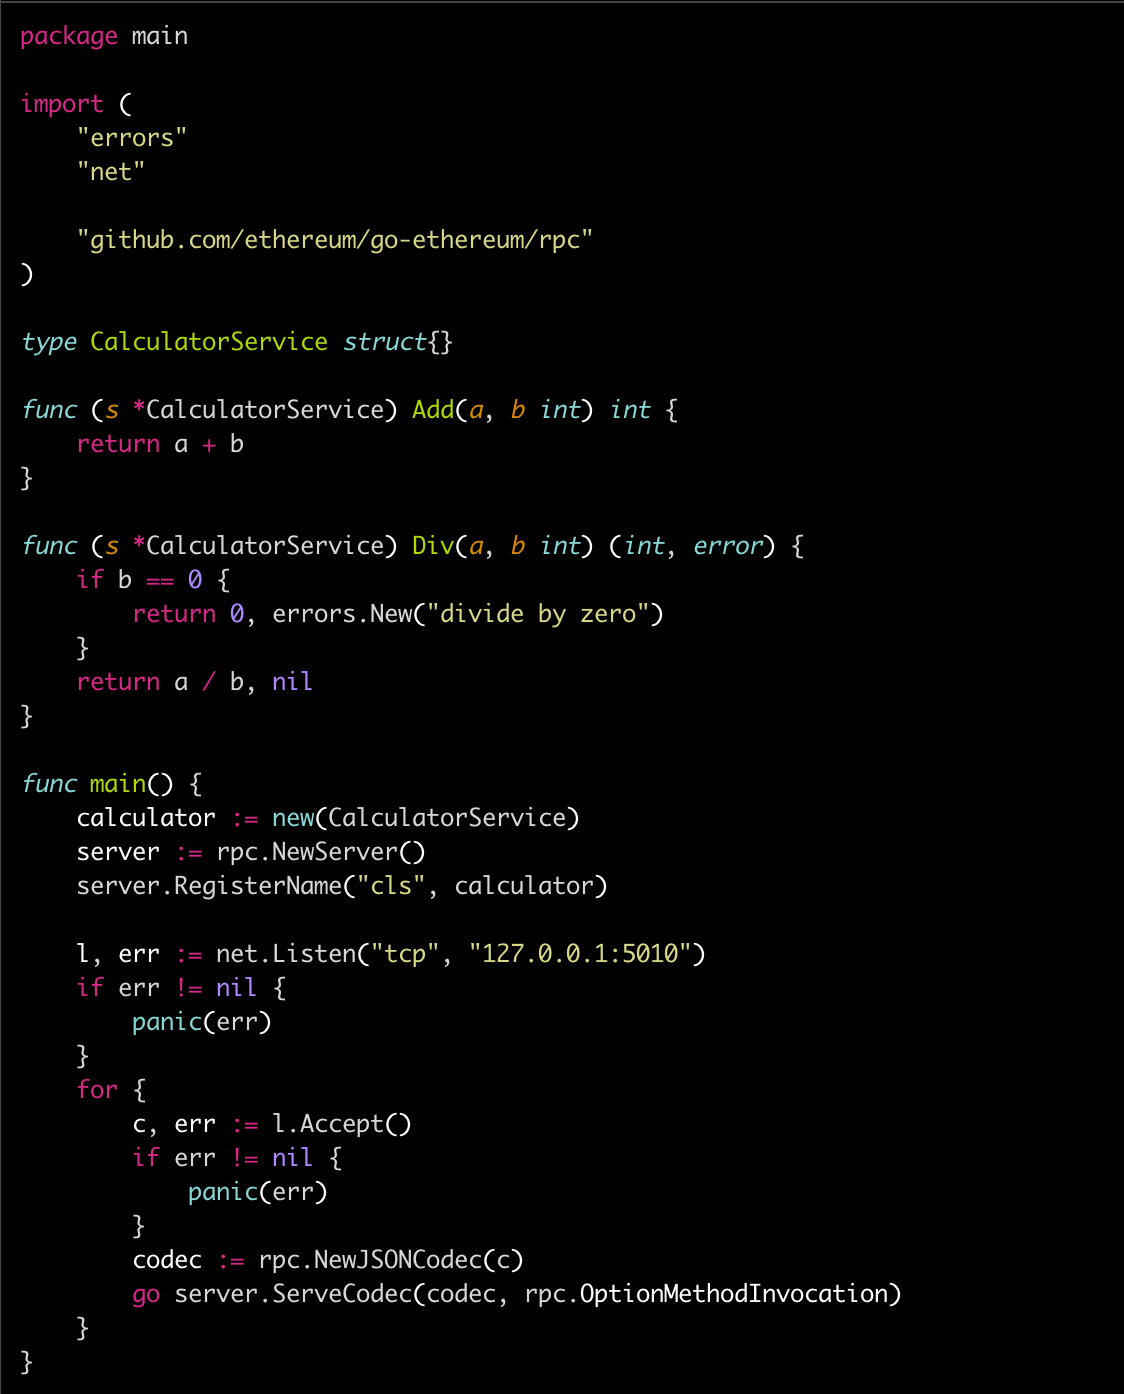 package main

import (
    "errors"
    "net"

    "github.com/ethereum/go-ethereum/rpc"
)

type CalculatorService struct{}

func (s *CalculatorService) Add(a, b int) int {
    return a + b
}

func (s *CalculatorService) Div(a, b int) (int, error) {
    if b == 0 {
        return 0, errors.New("divide by zero")
    }
    return a / b, nil
}

func main() {
    calculator := new(CalculatorService)
    server := rpc.NewServer()
    server.RegisterName("cls", calculator)

    l, err := net.Listen("tcp", "127.0.0.1:5010")
    if err != nil {
        panic(err)
    }
    for {
        c, err := l.Accept()
        if err != nil {
            panic(err)
        }
        codec := rpc.NewJSONCodec(c)
        go server.ServeCodec(codec, rpc.OptionMethodInvocation)
    }
}